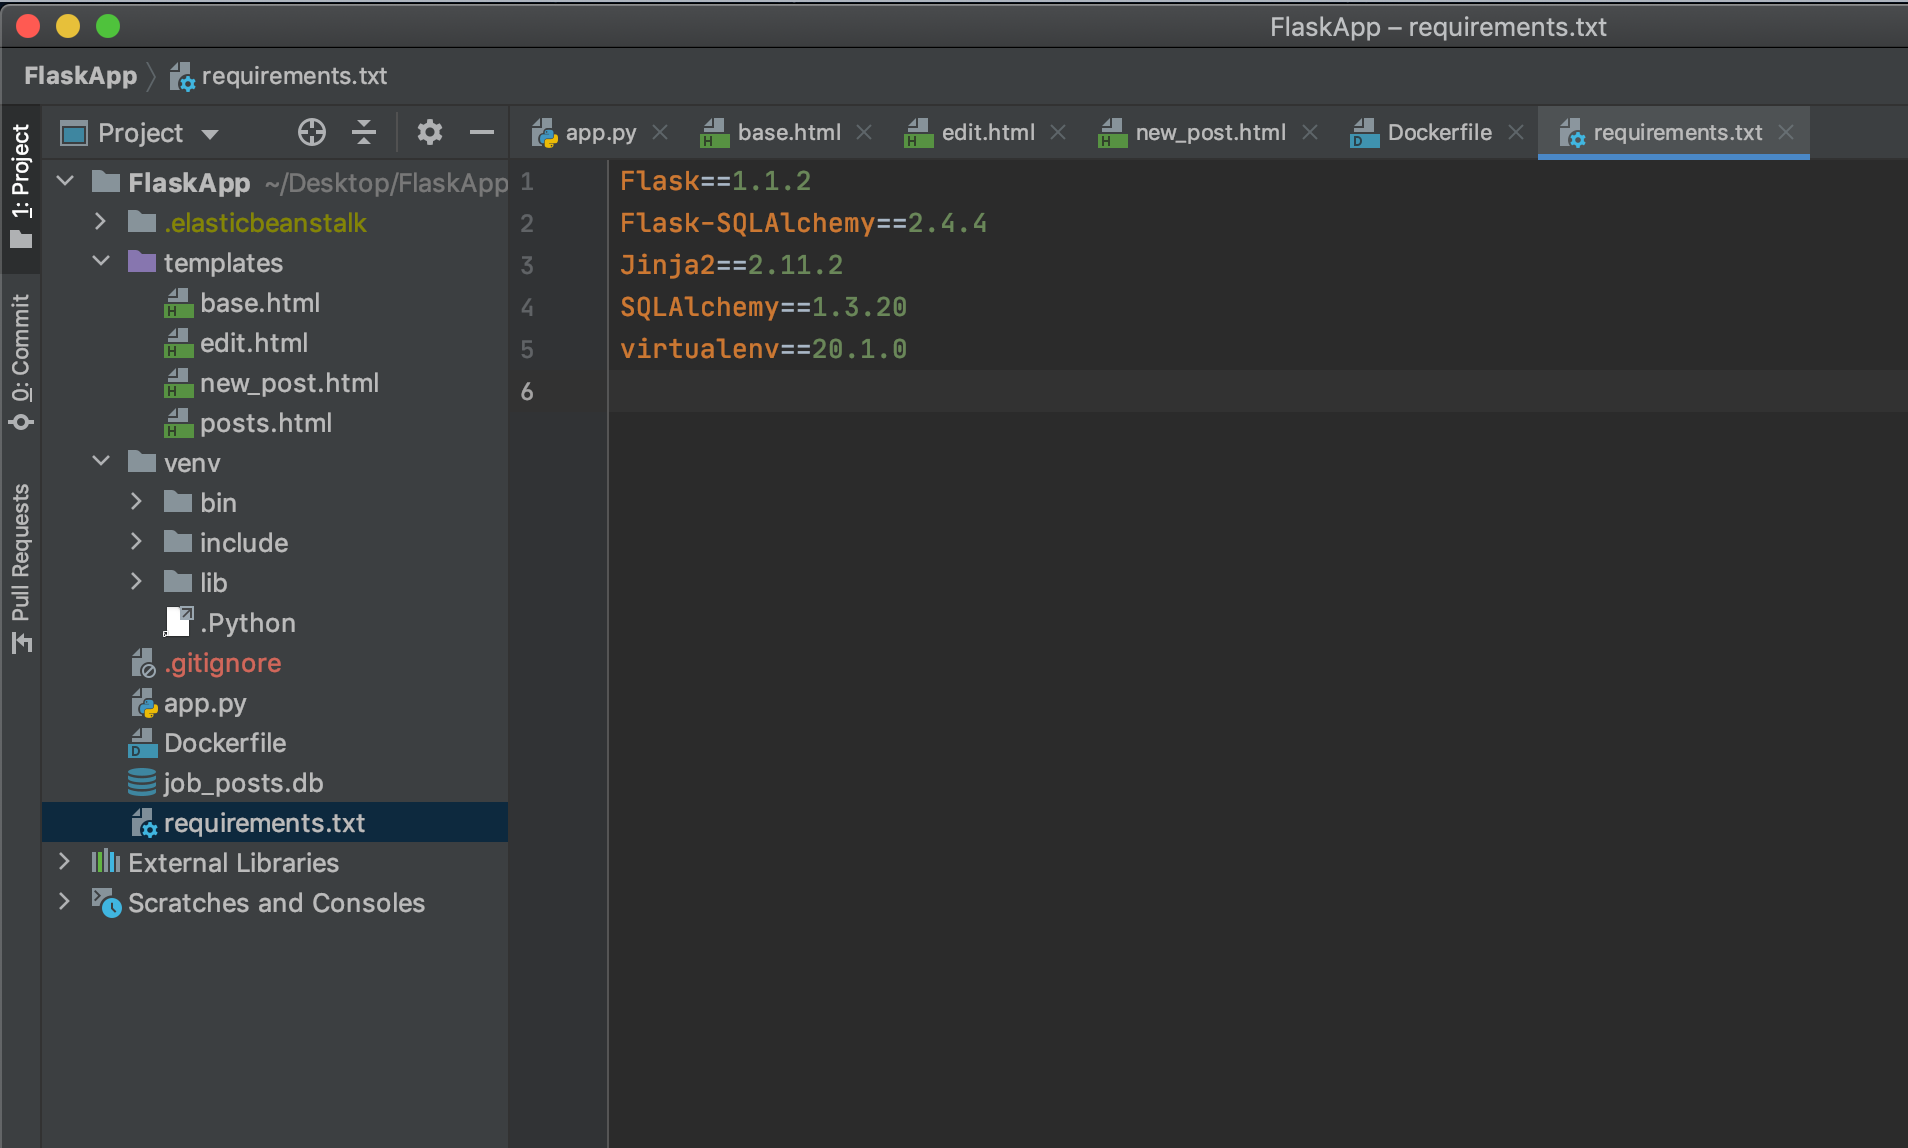 FlaskApp – requirements.txt
FlaskApp requirements.txt
1: Project
0: Commit
Pull Requests
Project
app.py base.html edit.html new_post.html Dockerfile requirements.txt
FlaskApp ~/Desktop/FlaskApp
.elasticbeanstalk
templates
base.html
edit.html
new_post.html
posts.html
venv
bin
include
lib
.Python
.gitignore
app.py
Dockerfile
job_posts.db
requirements.txt
External Libraries
Scratches and Consoles
1 Flask==1.1.2
2 Flask-SQLAlchemy==2.4.4
3 Jinja2==2.11.2
4 SQLAlchemy==1.3.20
5 virtualenv==20.1.0
6